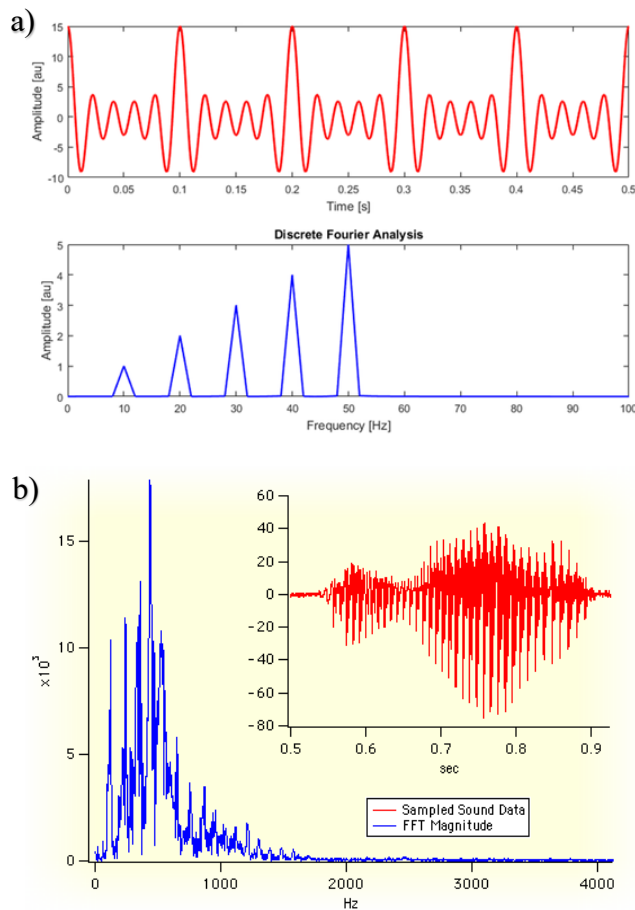 a)
15
10
5
0
-5
-10
Amplitude [au]
0 0.05 0.1 0.15 0.2 0.25 0.3 0.35 0.4 0.45 0.5
Time [s]
Discrete Fourier Analysis
5
4
3
2
1
0
Amplitude [au]
0 10 20 30 40 50 60 70 80 90 100
Frequency [Hz]
b)
15
10
5
0
x10³
0 1000 2000 3000 4000
Hz
60
40
20
0
-20
-40
-60
-80
0.5 0.6 0.7 0.8 0.9
sec
Sampled Sound Data
FFT Magnitude